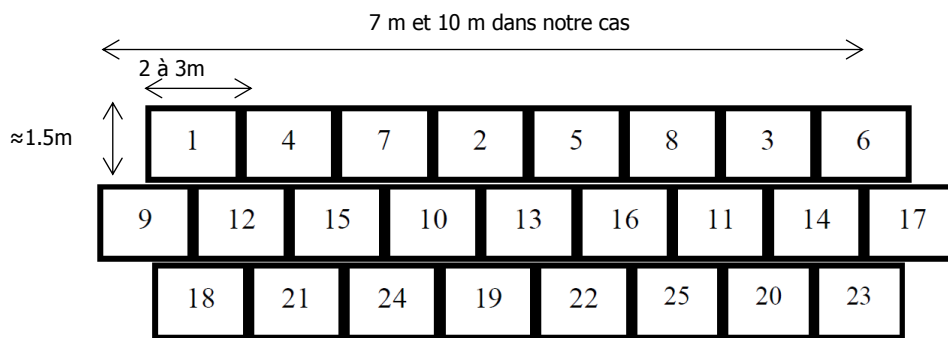 7 m et 10 m dans notre cas
2 à 3m
≈1.5m
1 4 7 2 5 8 3 6
9 12 15 10 13 16 11 14 17
18 21 24 19 22 25 20 23